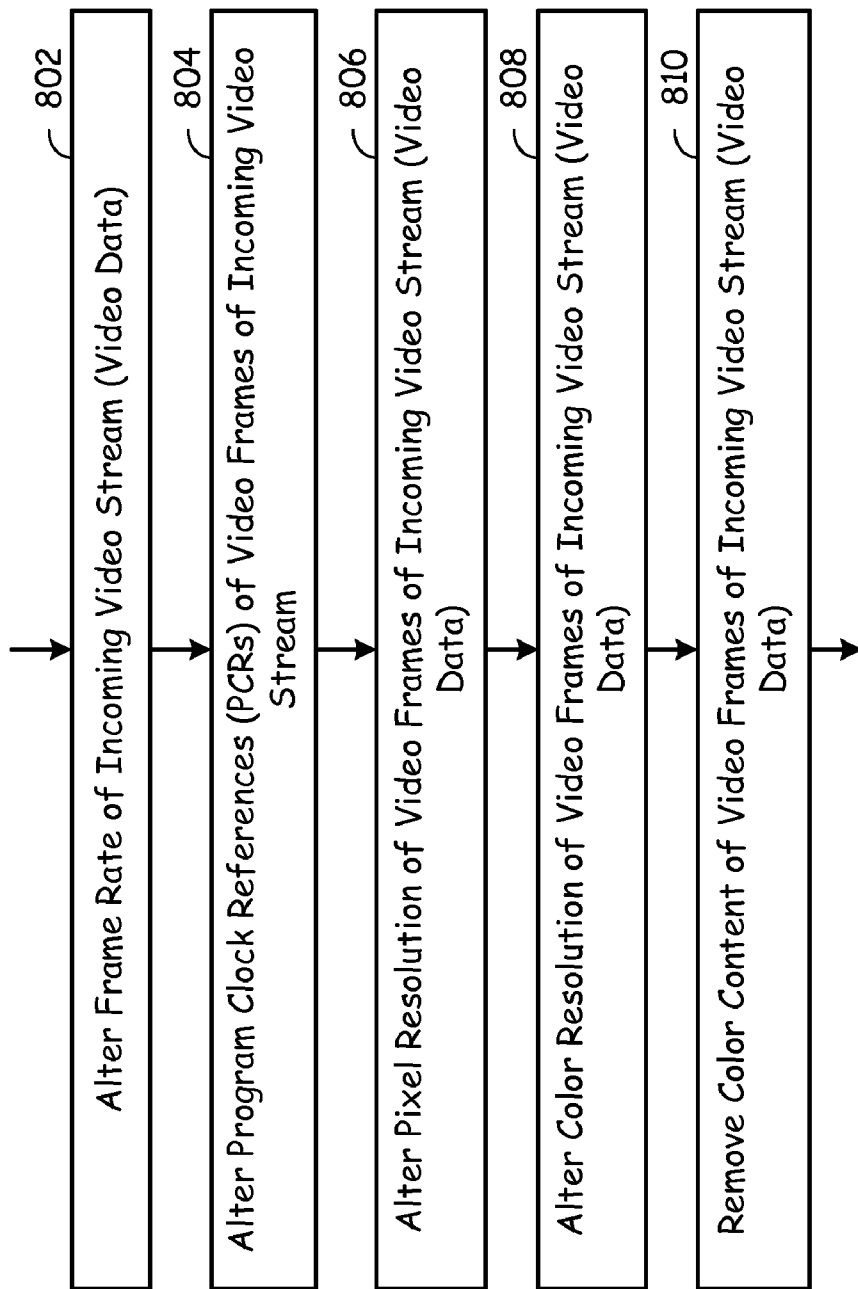 802
Alter Frame Rate of Incoming Video Stream (Video Data)
804
Alter Program Clock References (PCRs) of Video Frames of Incoming Video
Stream
806
Alter Pixel Resolution of Video Frames of Incoming Video Stream (Video
Data)
808
Alter Color Resolution of Video Frames of Incoming Video Stream (Video
Data)
810
Remove Color Content of Video Frames of Incoming Video Stream (Video
Data)